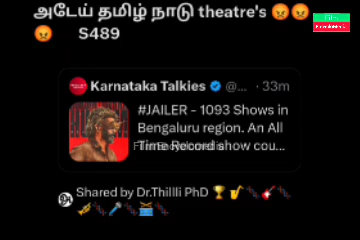 அடேய் தமிழ் நாடு theatre's 😡😡
😡 S489
Karnataka Talkies @... · 33m
#JAILER - 1093 Shows in
Bengaluru region. An All
Time Record show cou...
Shared by Dr.Thillli PhD 🏆🎷🎸
🎺🎤